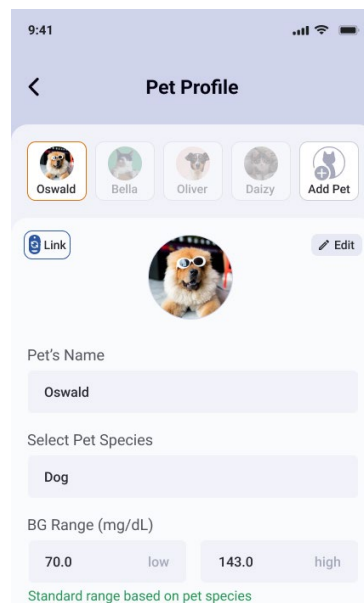 9:41
Pet Profile
Oswald Bella Oliver Daizy Add Pet
Link Edit
Pet's Name
Oswald
Select Pet Species
Dog
BG Range (mg/dL)
70.0 low 143.0 high
Standard range based on pet species